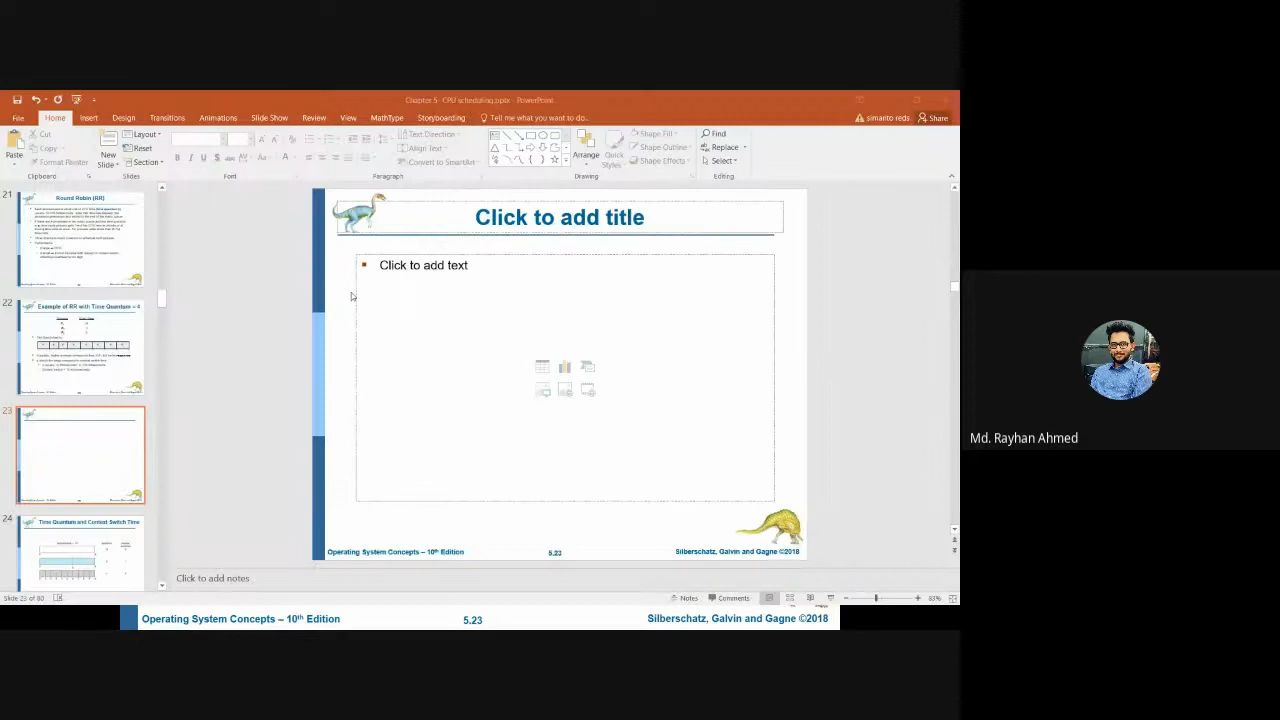 Chapter 5- CPU scheduling.pptx - PowerPoint
File Home Insert Design Transitions Animations Slide Show Review View MathType Storyboarding Tell me what you want to do... simanto reds Share
Paste
Cut
Copy
Format Painter
Clipboard
New
Slide
Layout
Reset
Section
Slides
Font
Text Direction
Align Text
Convert to SmartArt
Paragraph
Arrange
Quick
Styles
Shape Fill
Shape Outline
Shape Effects
Drawing
Find
Replace
Select
Editing
21
Round Robin (RR)
22
Example of RR with Time Quantum = 4
23
24
Time Quantum and Context Switch Time
Click to add title
Click to add text
Operating System Concepts – 10th Edition 5.23 Silberschatz, Galvin and Gagne ©2018
Click to add notes
Slide 23 of 80 Notes Comments 83%
Operating System Concepts – 10th Edition 5.23 Silberschatz, Galvin and Gagne ©2018
Md. Rayhan Ahmed